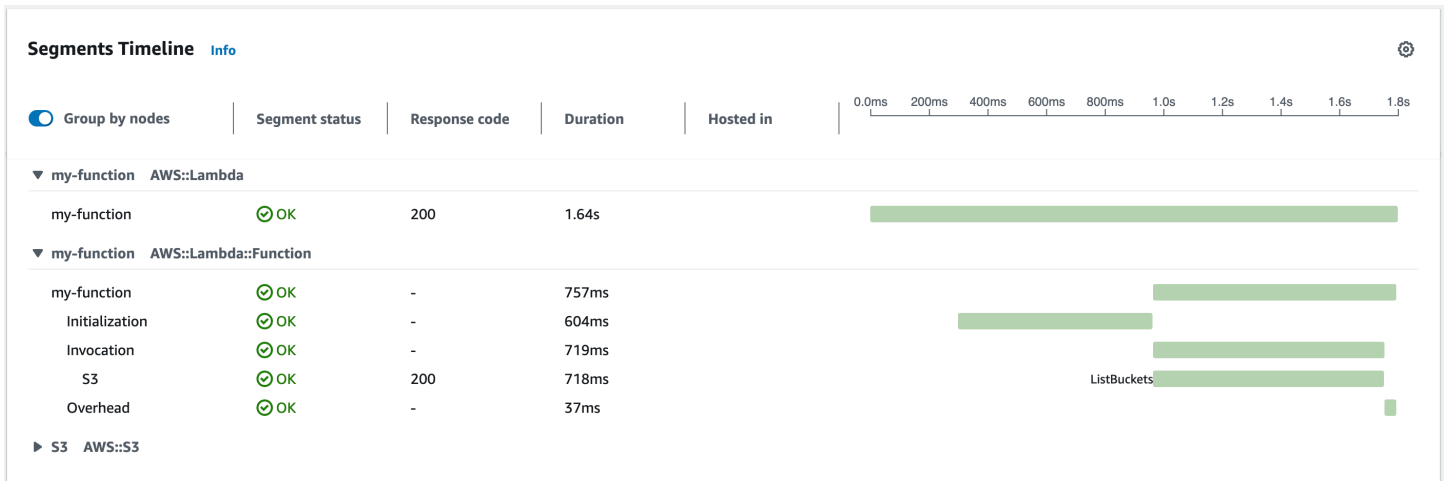 Segments Timeline Info
0.0ms 200ms 400ms 600ms 800ms 1.0s 1.2s 1.4s 1.6s 1.8s
Group by nodes Segment status Response code Duration Hosted in
my-function AWS::Lambda
my-function OK 200 1.64s
my-function AWS::Lambda::Function
my-function OK - 757ms
Initialization OK - 604ms
Invocation OK - 719ms
S3 OK 200 718ms ListBuckets
Overhead OK - 37ms
S3 AWS::S3